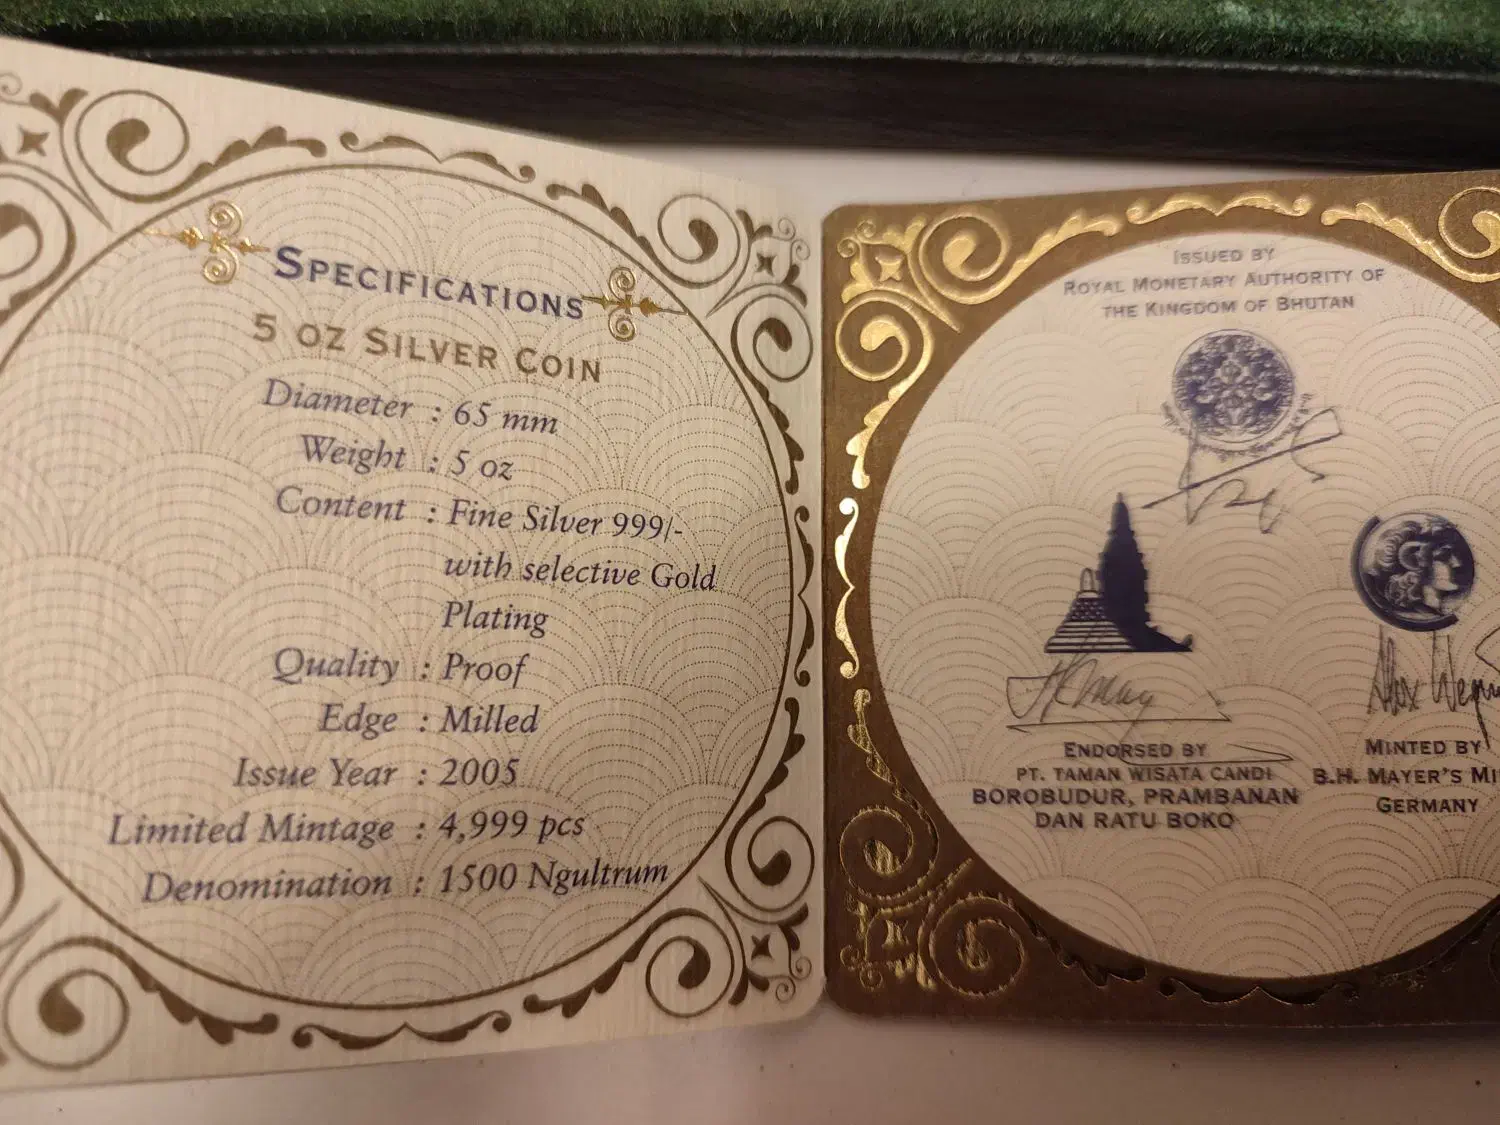 SPECIFICATIONS
5 OZ SILVER COIN
Diameter : 65 mm
Weight : 5 oz
Content : Fine Silver 999/-
with selective Gold
Plating
Quality : Proof
Edge : Milled
Issue Year : 2005
Limited Mintage : 4,999 pcs
Denomination : 1500 Ngultrum
ISSUED BY
ROYAL MONETARY AUTHORITY OF
THE KINGDOM OF BHUTAN
ENDORSED BY
PT. TAMAN WISATA CANDI
BOROBUDUR, PRAMBANAN
DAN RATU BOKO
Alex
MINTED BY
B.H. MAYER'S
GERMANY